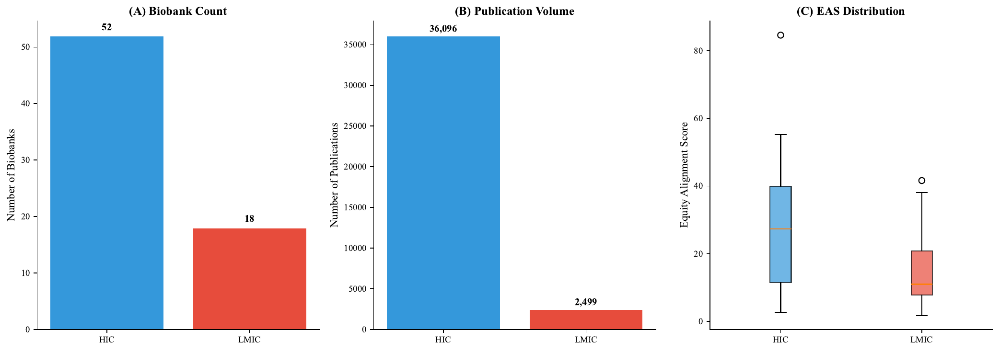 (A) Biobank Count
52
50
40
30
20
10
0
18
Number of Biobanks
HIC
LMIC
(B) Publication Volume
36,096
35000
30000
25000
20000
15000
10000
5000
0
2,499
Number of Publications
HIC
LMIC
(C) EAS Distribution
80
60
40
20
0
Equity Alignment Score
HIC
LMIC